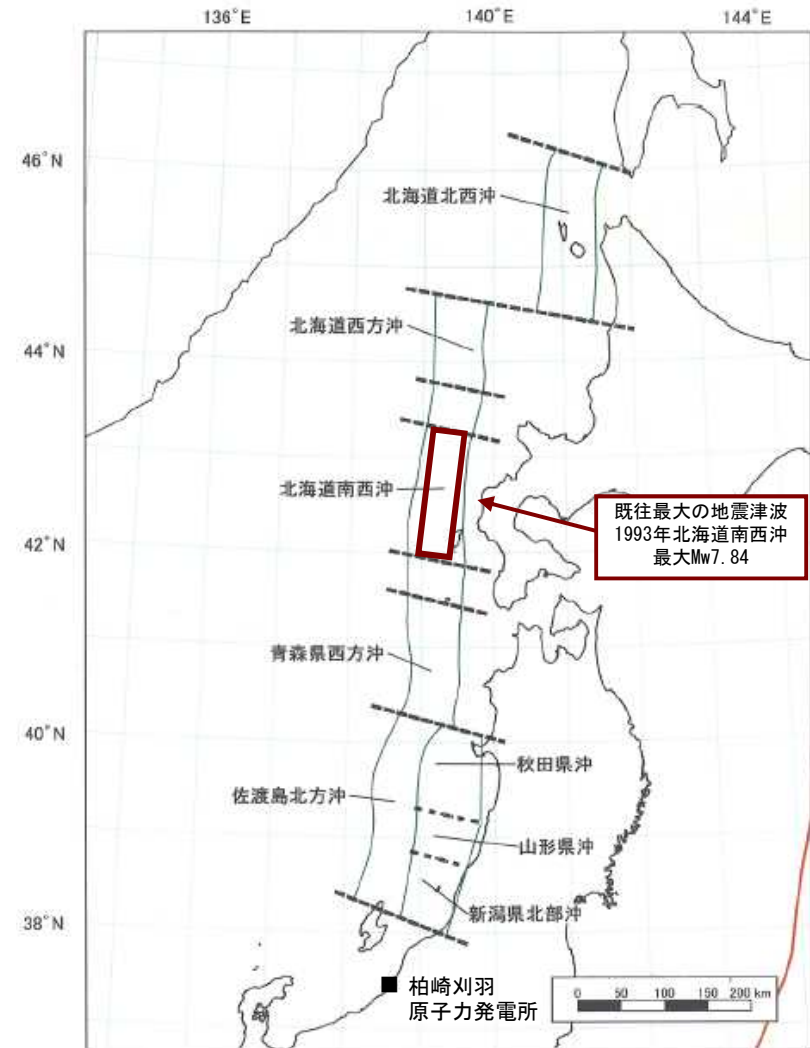 136°E
140°E
144°E
46°N
北海道北西沖
北海道西方沖
44°N
北海道南西沖
既往最大の地震津波
1993年北海道南西沖
最大Mw7.84
42°N
青森県西方沖
40°N
秋田県沖
佐渡島北方沖
山形県沖
新潟県北部沖
38°N
柏崎刈羽
原子力発電所
0 50 100 150 200 km